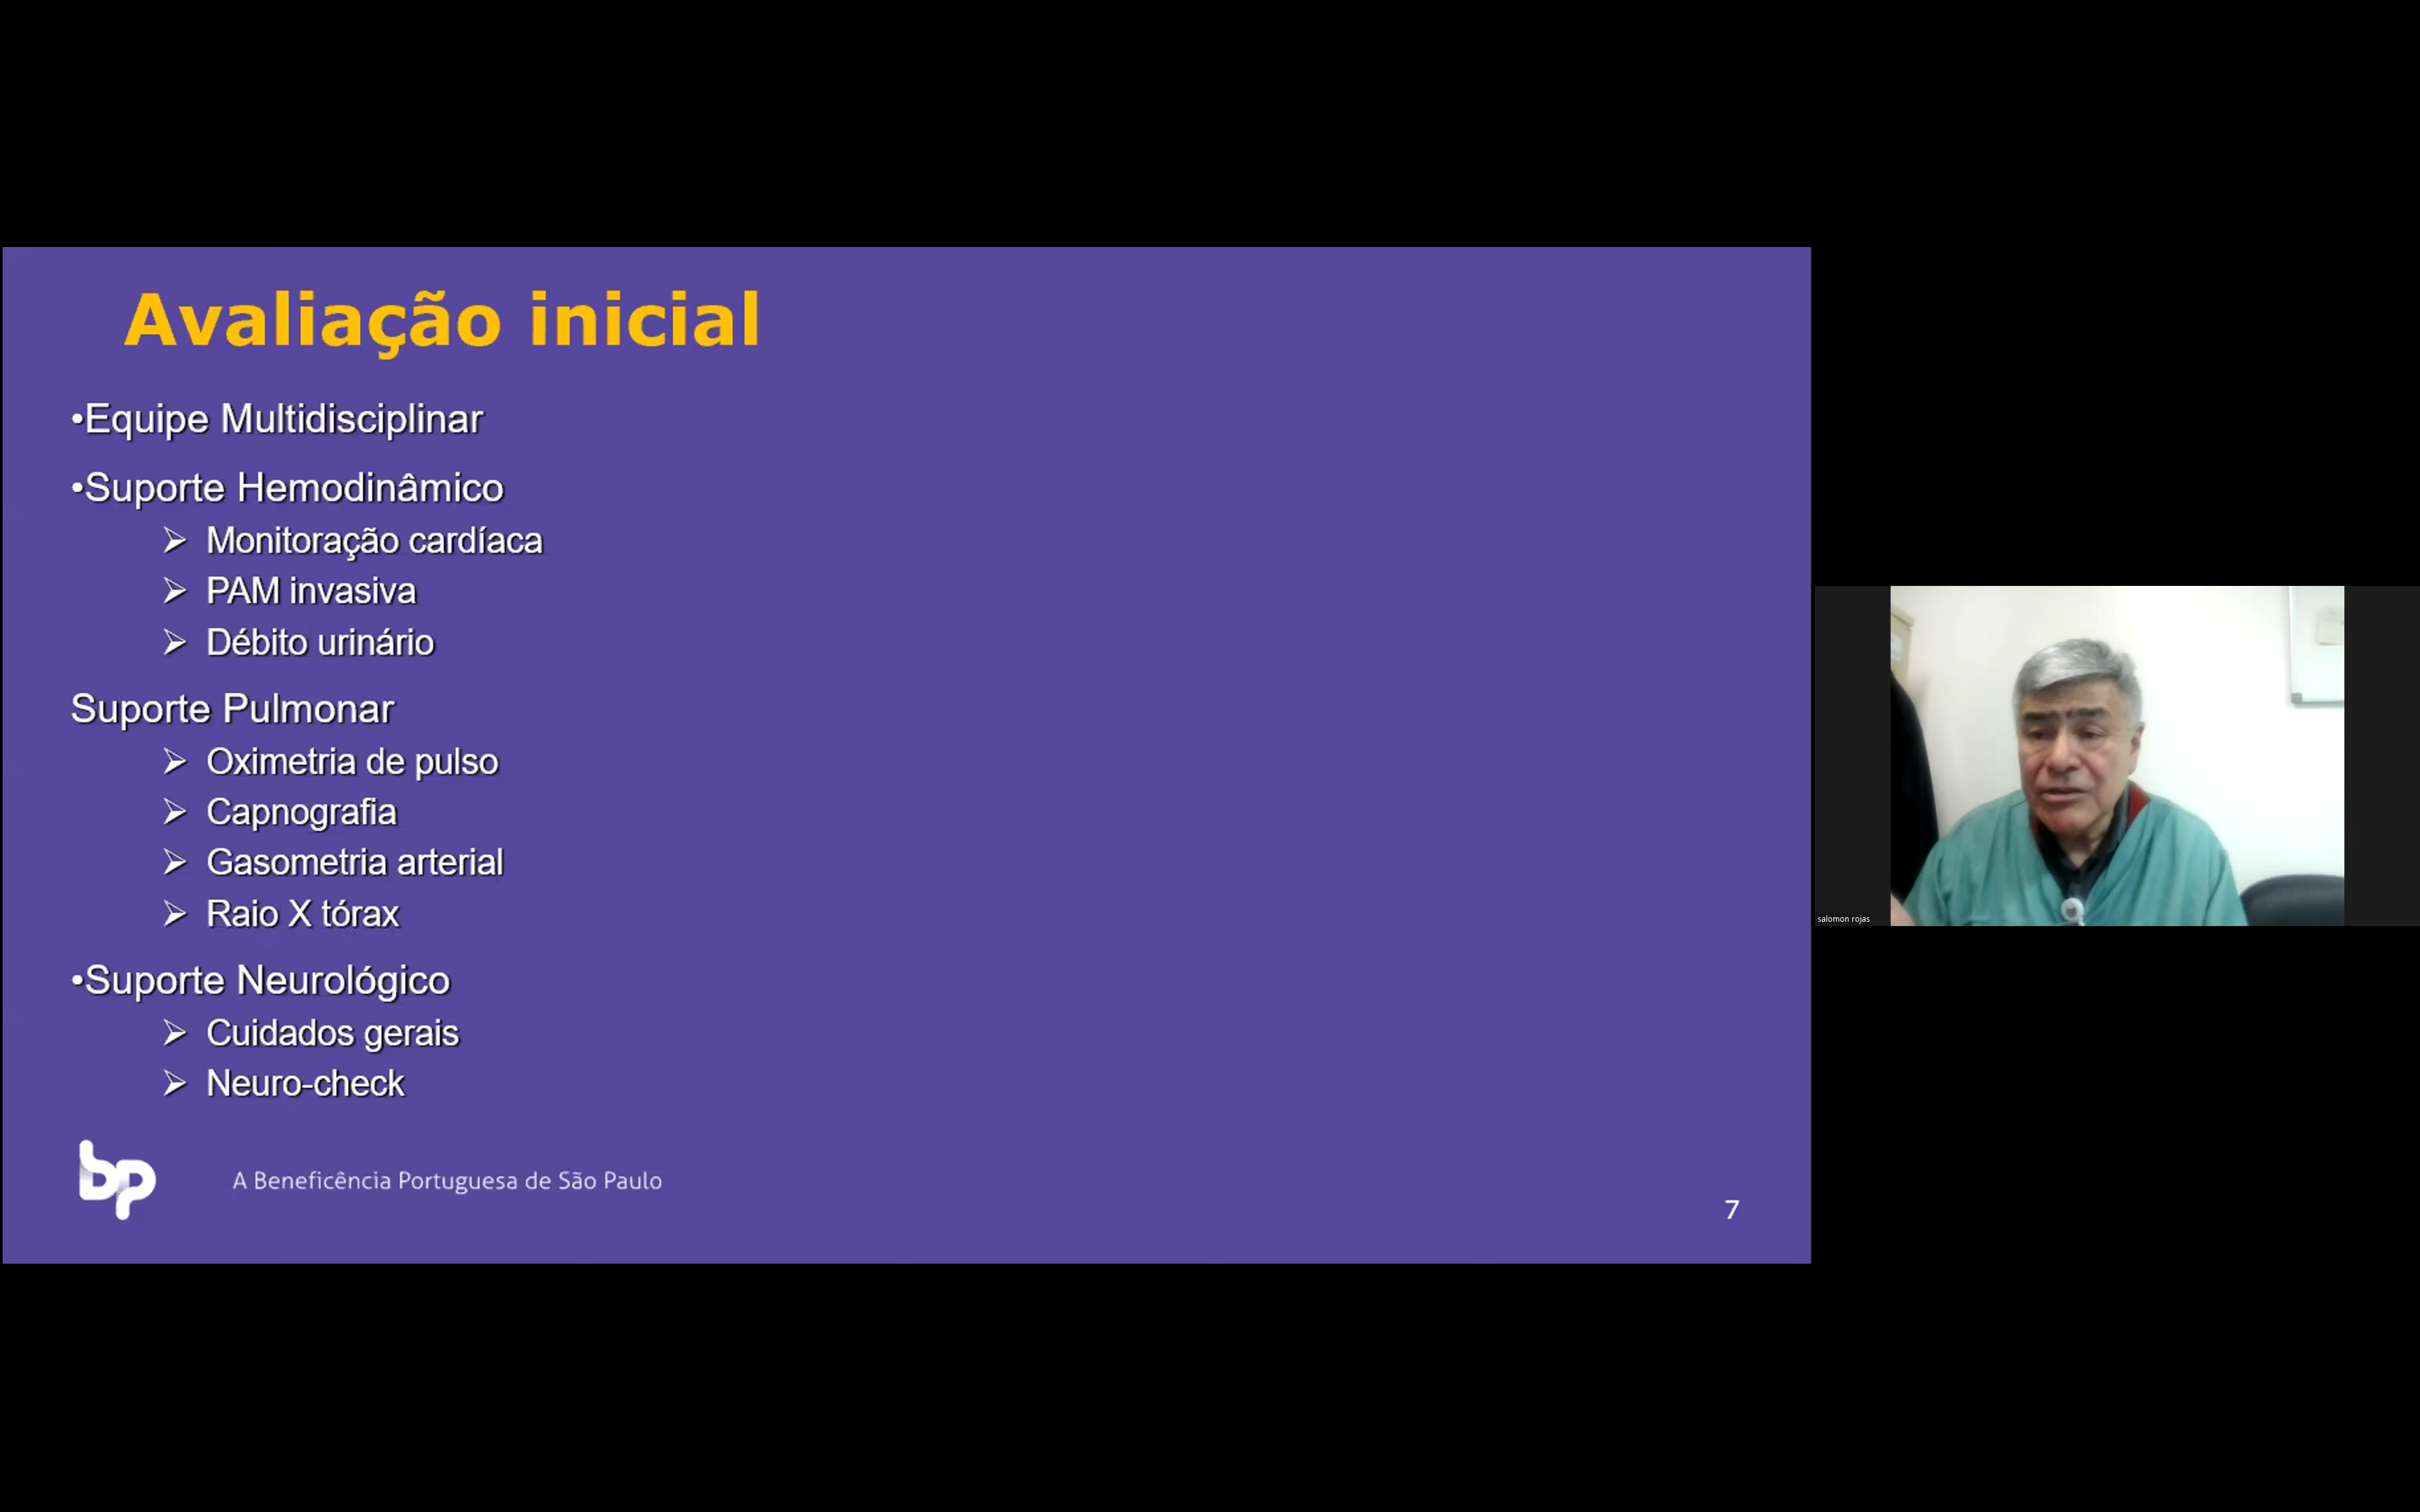 Avaliação inicial
•Equipe Multidisciplinar
•Suporte Hemodinâmico
➢ Monitoração cardíaca
➢ PAM invasiva
➢ Débito urinário
Suporte Pulmonar
➢ Oximetria de pulso
➢ Capnografia
➢ Gasometria arterial
➢ Raio X tórax
•Suporte Neurológico
➢ Cuidados gerais
➢ Neuro-check
bp
A Beneficência Portuguesa de São Paulo
7
salomon rojas